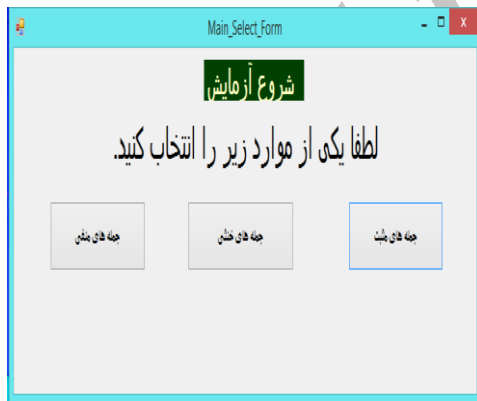 Main_Select_Form
شروع آزمایش
لطفا یکی از موارد زیر را انتخاب کنید.
جمله های مثبت
جمله های خنثی
جمله های منفی